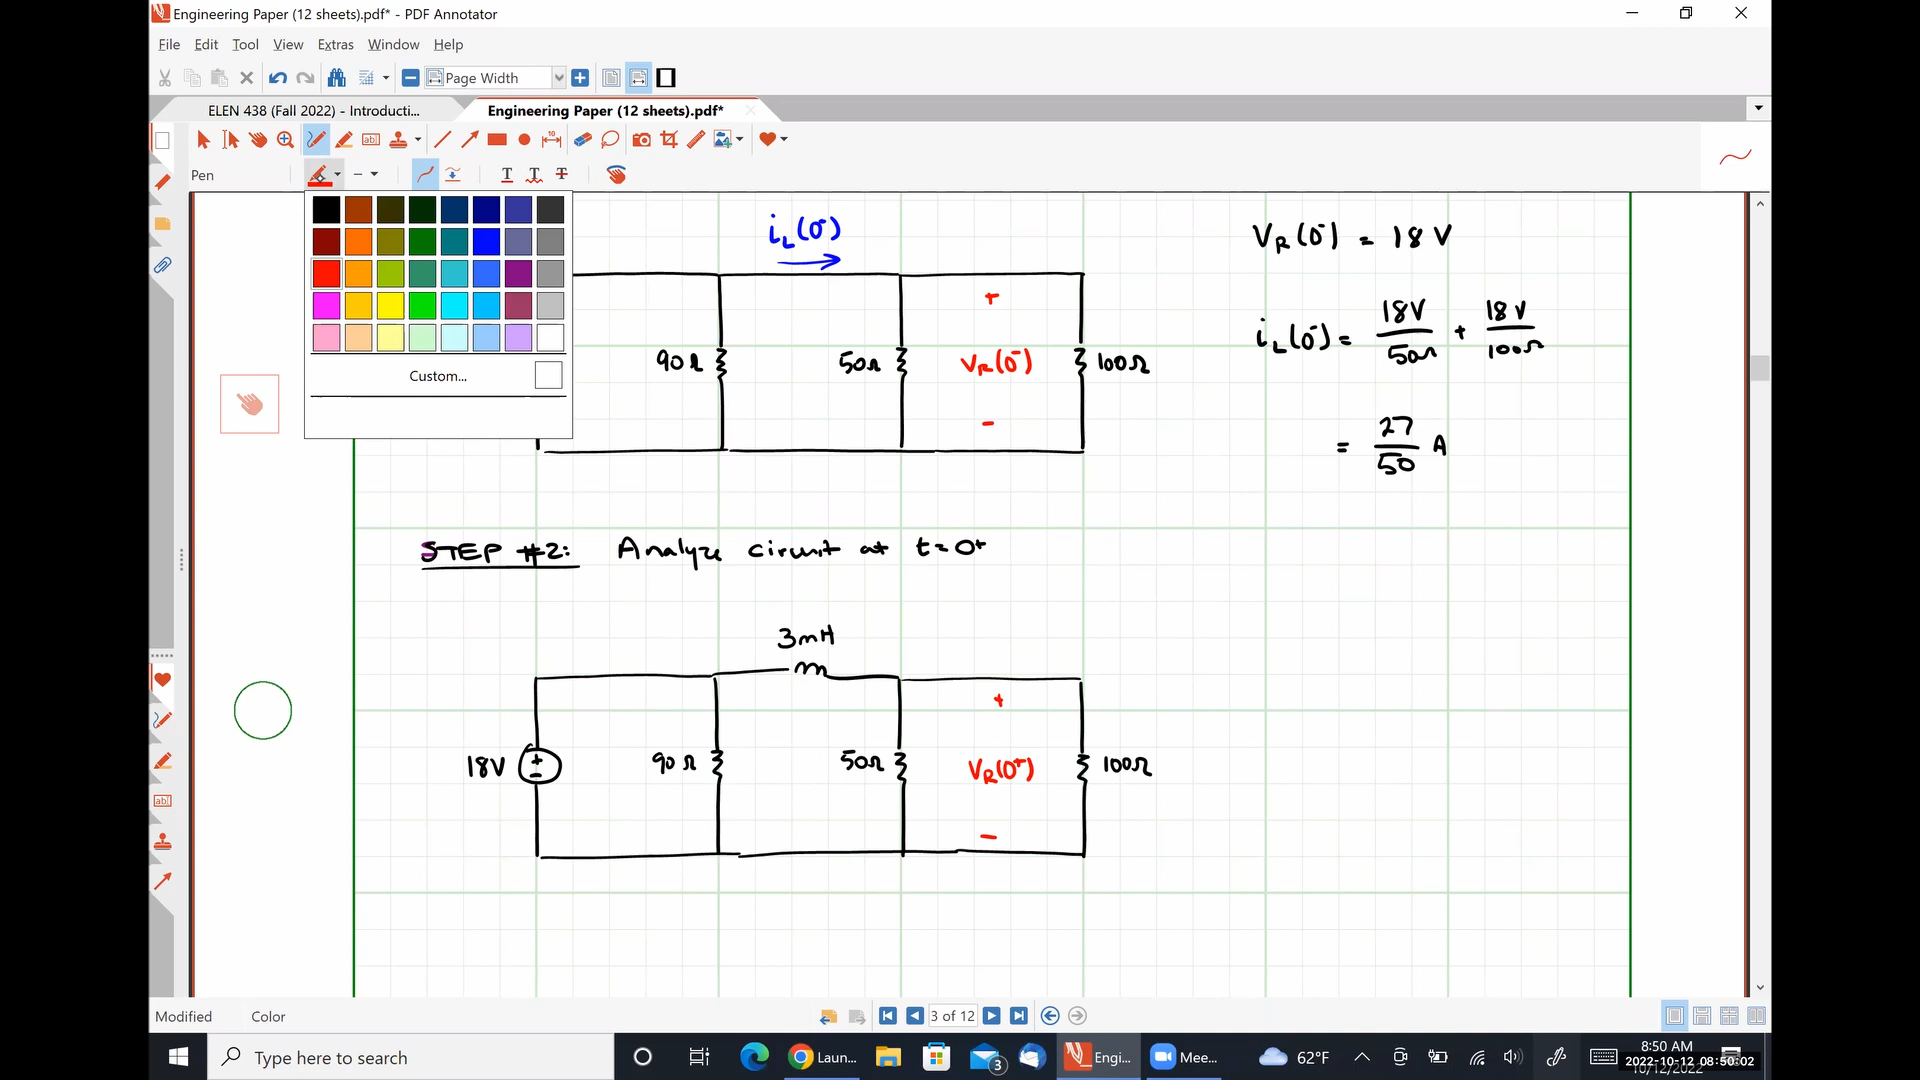 Engineering Paper (12 sheets).pdf* - PDF Annotator
File Edit Tool View Extras Window Help
Page Width
ELEN 438 (Fall 2022) - Introducti...
Engineering Paper (12 sheets).pdf*
Pen
Custom...
iL(0⁻)
90Ω
50Ω
+
VR(0⁻)
-
100Ω
VR(0⁻) = 18 V
iL(0⁻) = 18V/50Ω + 18V/100Ω
= 27/50 A
STEP #2: Analyze circuit at t=0⁺
3mH
18V
+
-
90Ω
50Ω
+
VR(0⁺)
-
100Ω
Modified Color
3 of 12
Type here to search
Laun...
3
Engi...
Mee...
62°F
8:50 AM
2022-10-12 08:50:02
10/12/2022